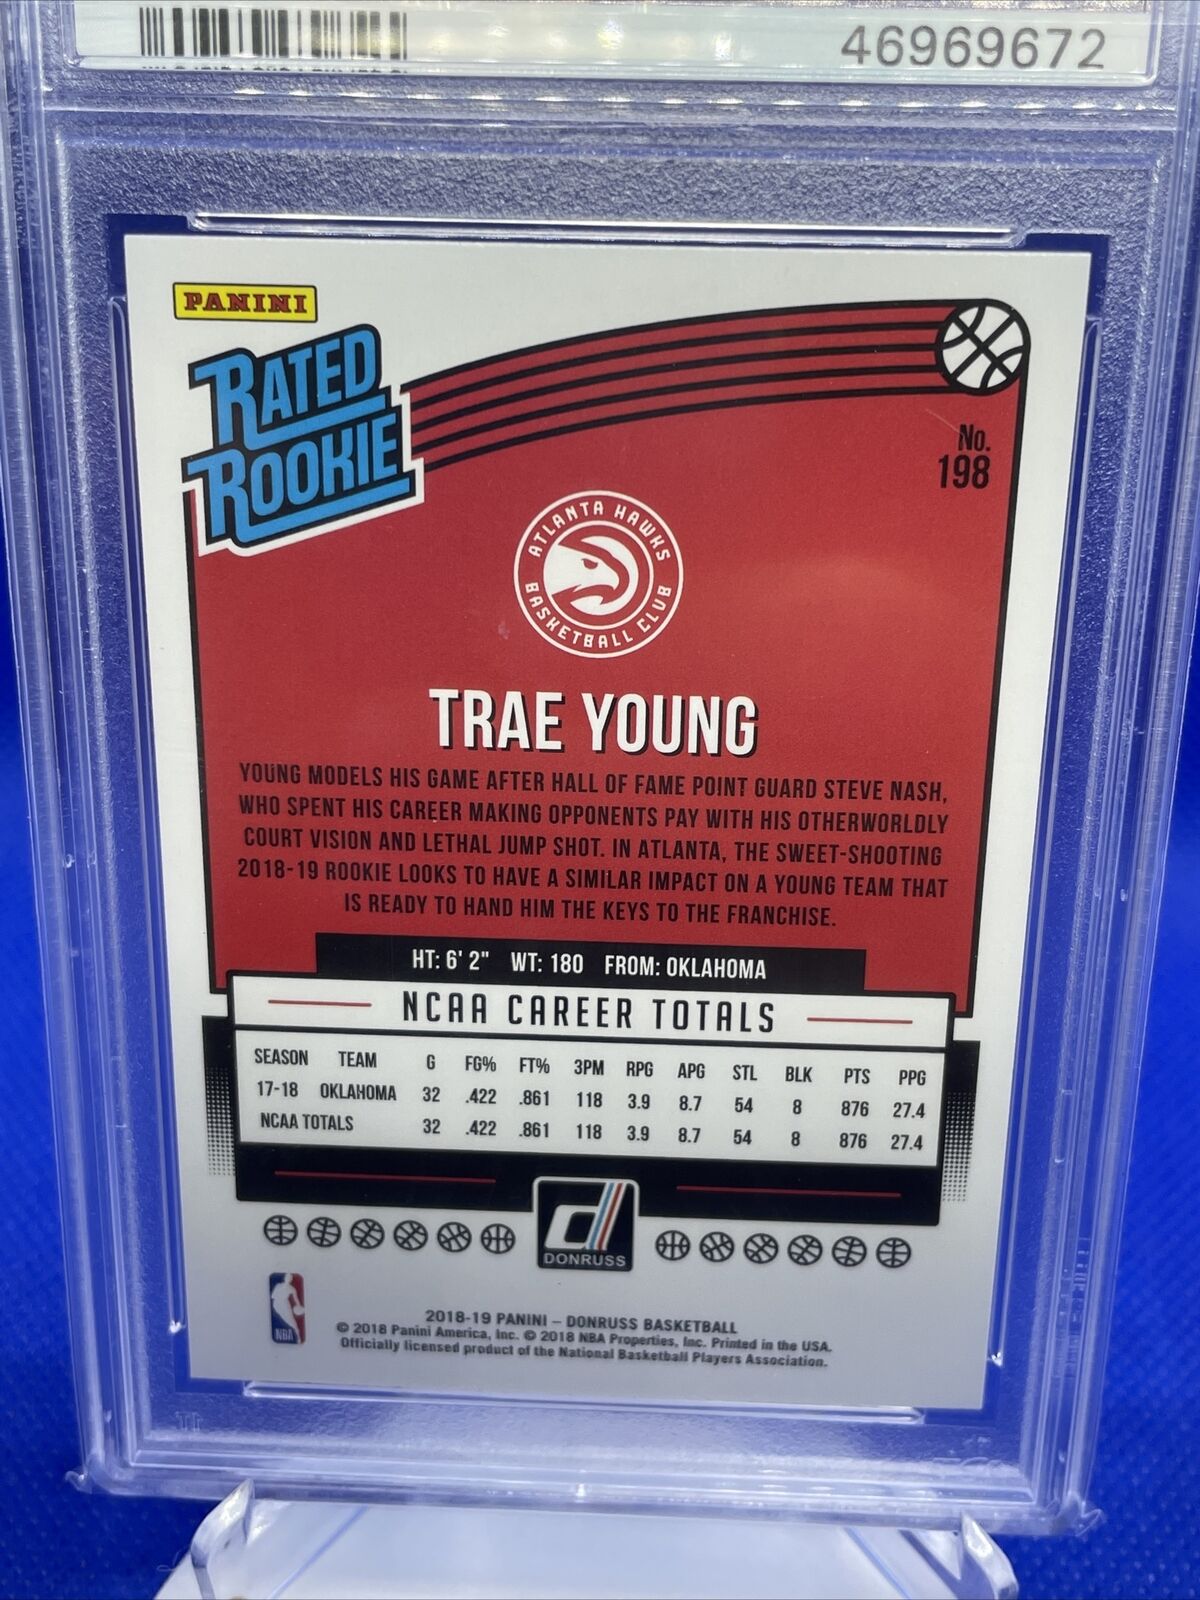 46969672
PANINI
RATED
ROOKIE
No.
198
ATLANTA HAWKS
BASKETBALL CLUB
TRAE YOUNG
YOUNG MODELS HIS GAME AFTER HALL OF FAME POINT GUARD STEVE NASH,
WHO SPENT HIS CAREER MAKING OPPONENTS PAY WITH HIS OTHERWORLDLY
COURT VISION AND LETHAL JUMP SHOT. IN ATLANTA, THE SWEET-SHOOTING
2018-19 ROOKIE LOOKS TO HAVE A SIMILAR IMPACT ON A YOUNG TEAM THAT
IS READY TO HAND HIM THE KEYS TO THE FRANCHISE.
HT: 6' 2" WT: 180 FROM: OKLAHOMA
NCAA CAREER TOTALS
SEASON TEAM G FG% FT% 3PM RPG APG STL BLK PTS PPG
17-18 OKLAHOMA 32 .422 .861 118 3.9 8.7 54 8 876 27.4
NCAA TOTALS 32 .422 .861 118 3.9 8.7 54 8 876 27.4
d
DONRUSS
NBA
2018-19 PANINI – DONRUSS BASKETBALL
© 2018 Panini America, Inc. © 2018 NBA Properties, Inc. Printed in the USA.
Officially licensed product of the National Basketball Players Association.